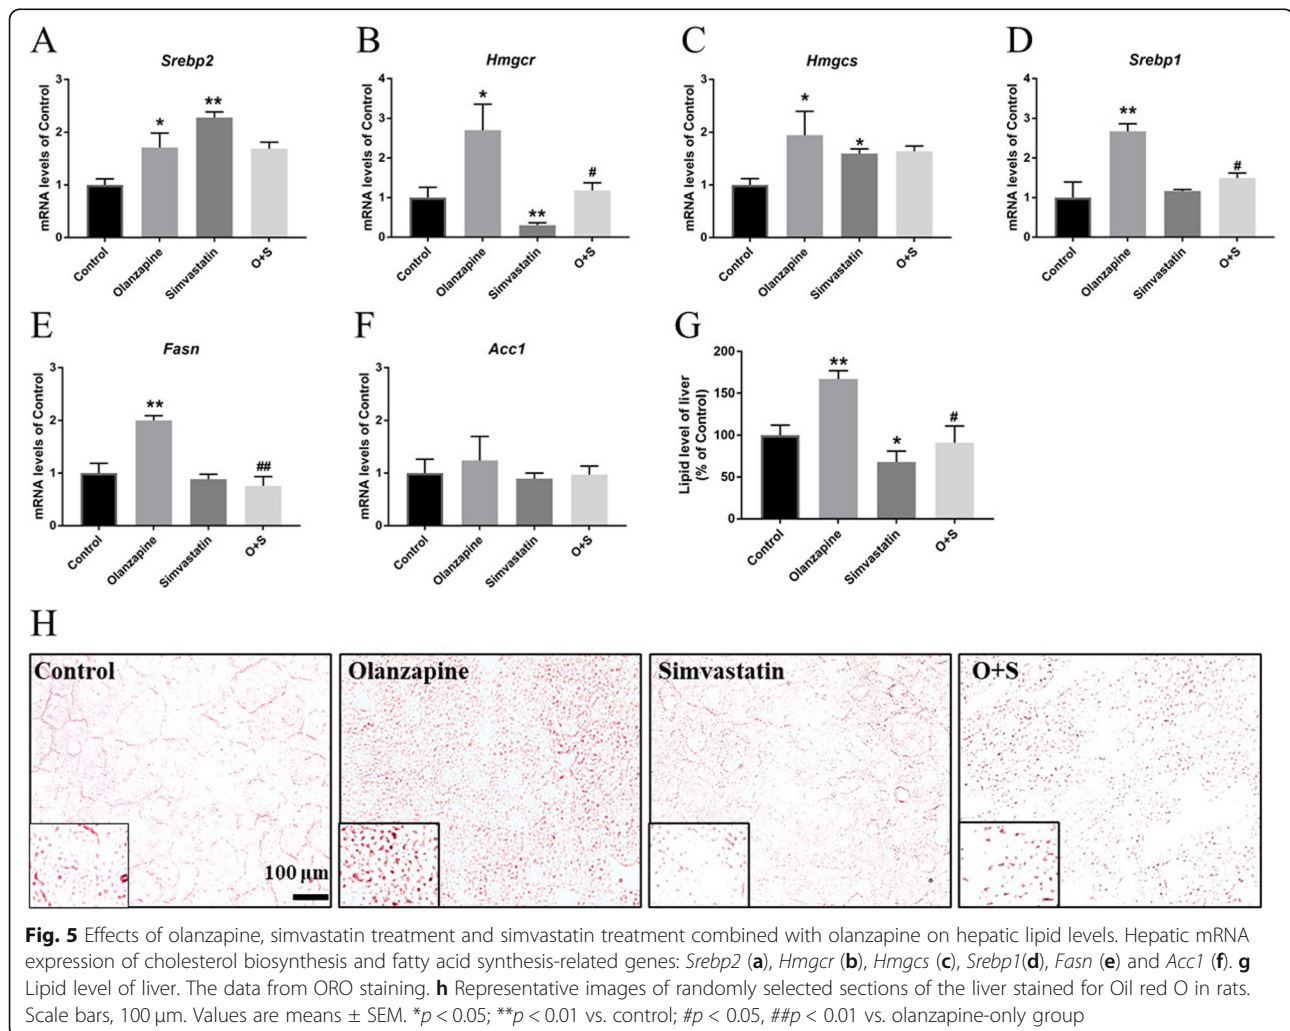 A
Srebp2
mRNA levels of Control
3
2
1
0
*
**
Control
Olanzapine
Simvastatin
O+S
B
Hmgcr
mRNA levels of Control
4
3
2
1
0
*
**
#
Control
Olanzapine
Simvastatin
O+S
C
Hmgcs
mRNA levels of Control
3
2
1
0
*
*
Control
Olanzapine
Simvastatin
O+S
D
Srebp1
mRNA levels of Control
4
3
2
1
0
**
#
Control
Olanzapine
Simvastatin
O+S
E
Fasn
mRNA levels of Control
3
2
1
0
**
##
Control
Olanzapine
Simvastatin
O+S
F
Acc1
mRNA levels of Control
3
2
1
0
Control
Olanzapine
Simvastatin
O+S
G
Lipid level of liver
(% of Control)
200
150
100
50
0
**
*
#
Control
Olanzapine
Simvastatin
O+S
H
Control
100 μm
Olanzapine
Simvastatin
O+S
Fig. 5 Effects of olanzapine, simvastatin treatment and simvastatin treatment combined with olanzapine on hepatic lipid levels. Hepatic mRNA
expression of cholesterol biosynthesis and fatty acid synthesis-related genes: Srebp2 (a), Hmgcr (b), Hmgcs (c), Srebp1(d), Fasn (e) and Acc1 (f). g
Lipid level of liver. The data from ORO staining. h Representative images of randomly selected sections of the liver stained for Oil red O in rats.
Scale bars, 100 μm. Values are means ± SEM. *p < 0.05; **p < 0.01 vs. control; #p < 0.05, ##p < 0.01 vs. olanzapine-only group